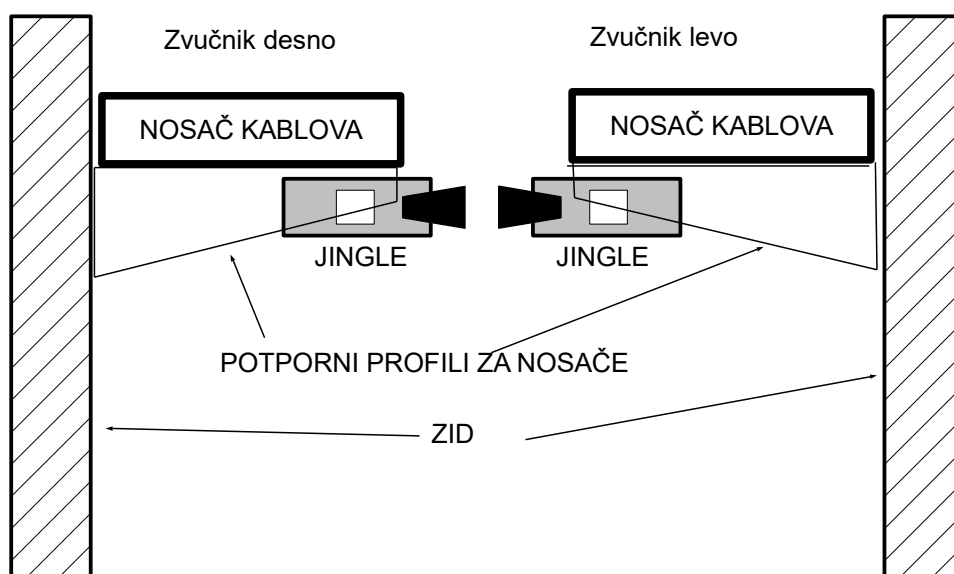 Zvučnik desno
Zvučnik levo
NOSAČ KABLOVA
NOSAČ KABLOVA
JINGLE
JINGLE
POTPORNI PROFILI ZA NOSAČE
ZID